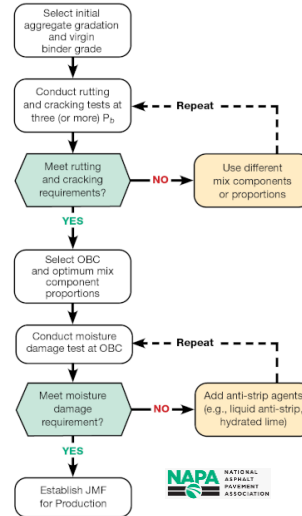 Select initial
aggregate gradation
and virgin
binder grade
Conduct rutting
and cracking tests at
three (or more) Pb
Repeat
Meet rutting
and cracking
requirements?
NO
Use different
mix components
or proportions
YES
Select OBC
and optimum mix
component
proportions
Conduct moisture
damage test at OBC
Repeat
Meet moisture
damage
requirement?
NO
Add anti-strip agents
(e.g., liquid anti-strip,
hydrated lime)
YES
Establish JMF
for Production
NAPA
NATIONAL
ASPHALT
PAVEMENT
ASSOCIATION